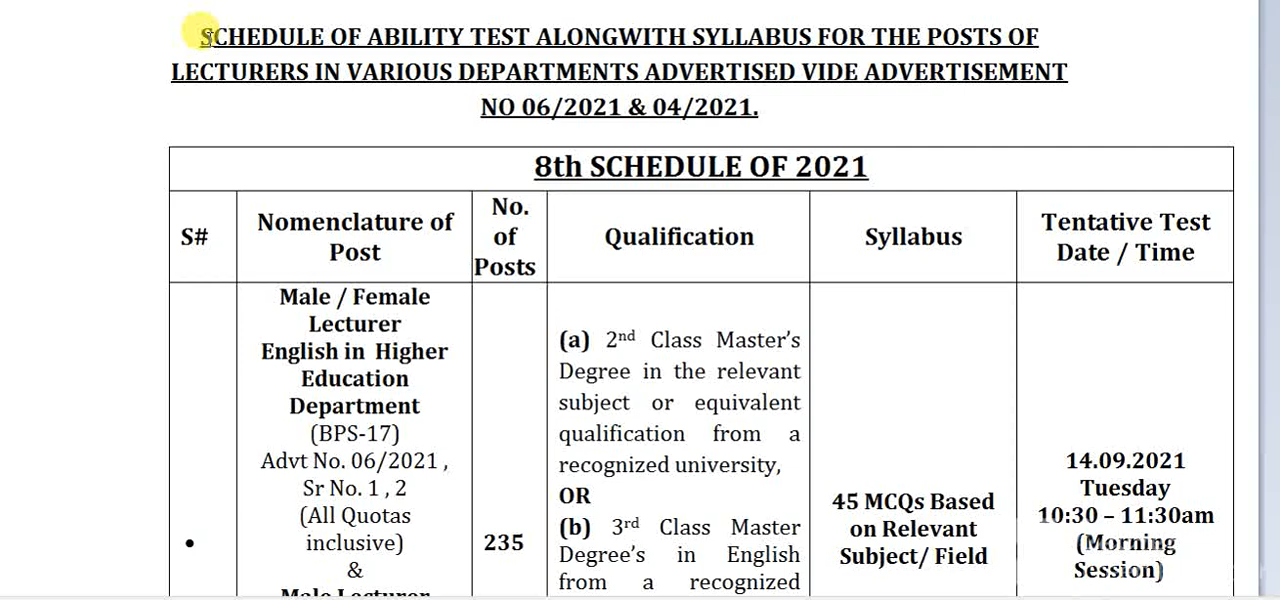 SCHEDULE OF ABILITY TEST ALONGWITH SYLLABUS FOR THE POSTS OF
LECTURERS IN VARIOUS DEPARTMENTS ADVERTISED VIDE ADVERTISEMENT
NO 06/2021 & 04/2021.
8th SCHEDULE OF 2021
S#
Nomenclature of
Post
No.
of
Posts
Qualification
Syllabus
Tentative Test
Date / Time
•
Male / Female
Lecturer
English in Higher
Education
Department
(BPS-17)
Advt No. 06/2021 ,
Sr No. 1 , 2
(All Quotas
inclusive)
&
Male Lecturer
235
(a) 2nd Class Master’s
Degree in the relevant
subject or equivalent
qualification from a
recognized university,
OR
(b) 3rd Class Master
Degree’s in English
from a recognized
45 MCQs Based
on Relevant
Subject/ Field
14.09.2021
Tuesday
10:30 – 11:30am
(Morning
Session)